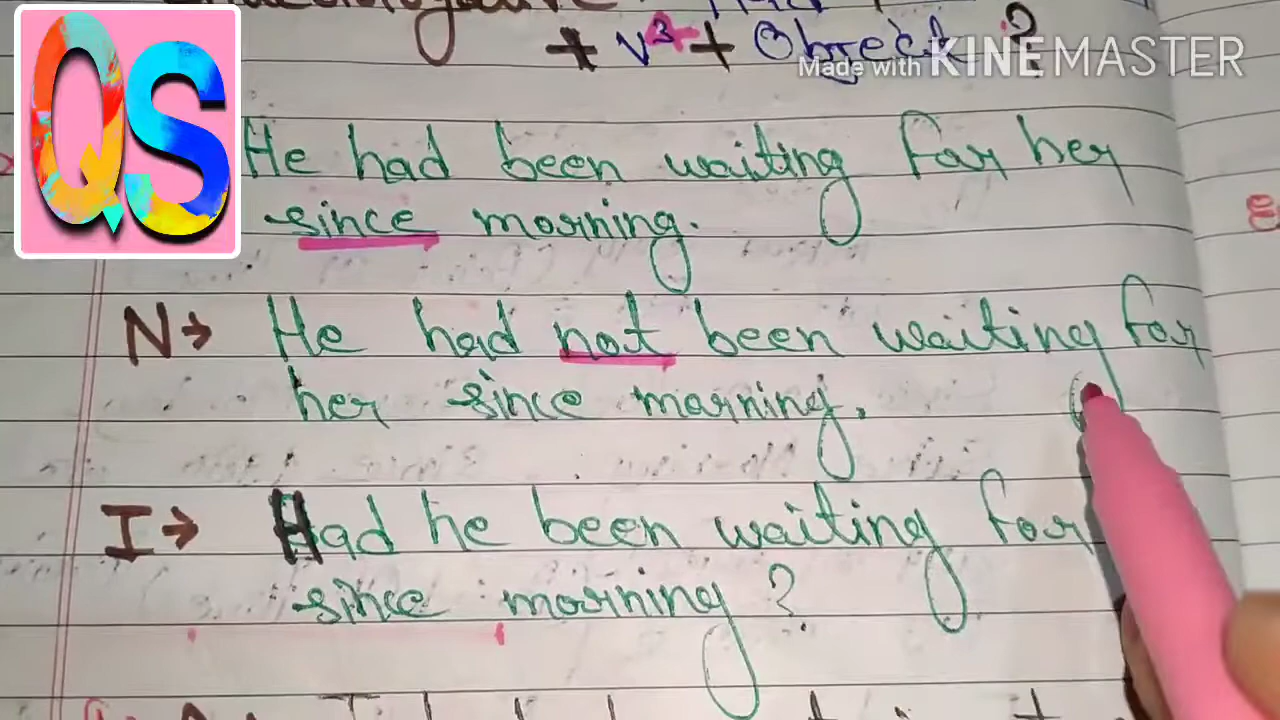 + V3 + Object ?
Made with KINEMASTER
QS
He had been waiting for her
since morning.
N→ He had not been waiting for
her since morning.
I→ Had he been waiting for
since morning ?